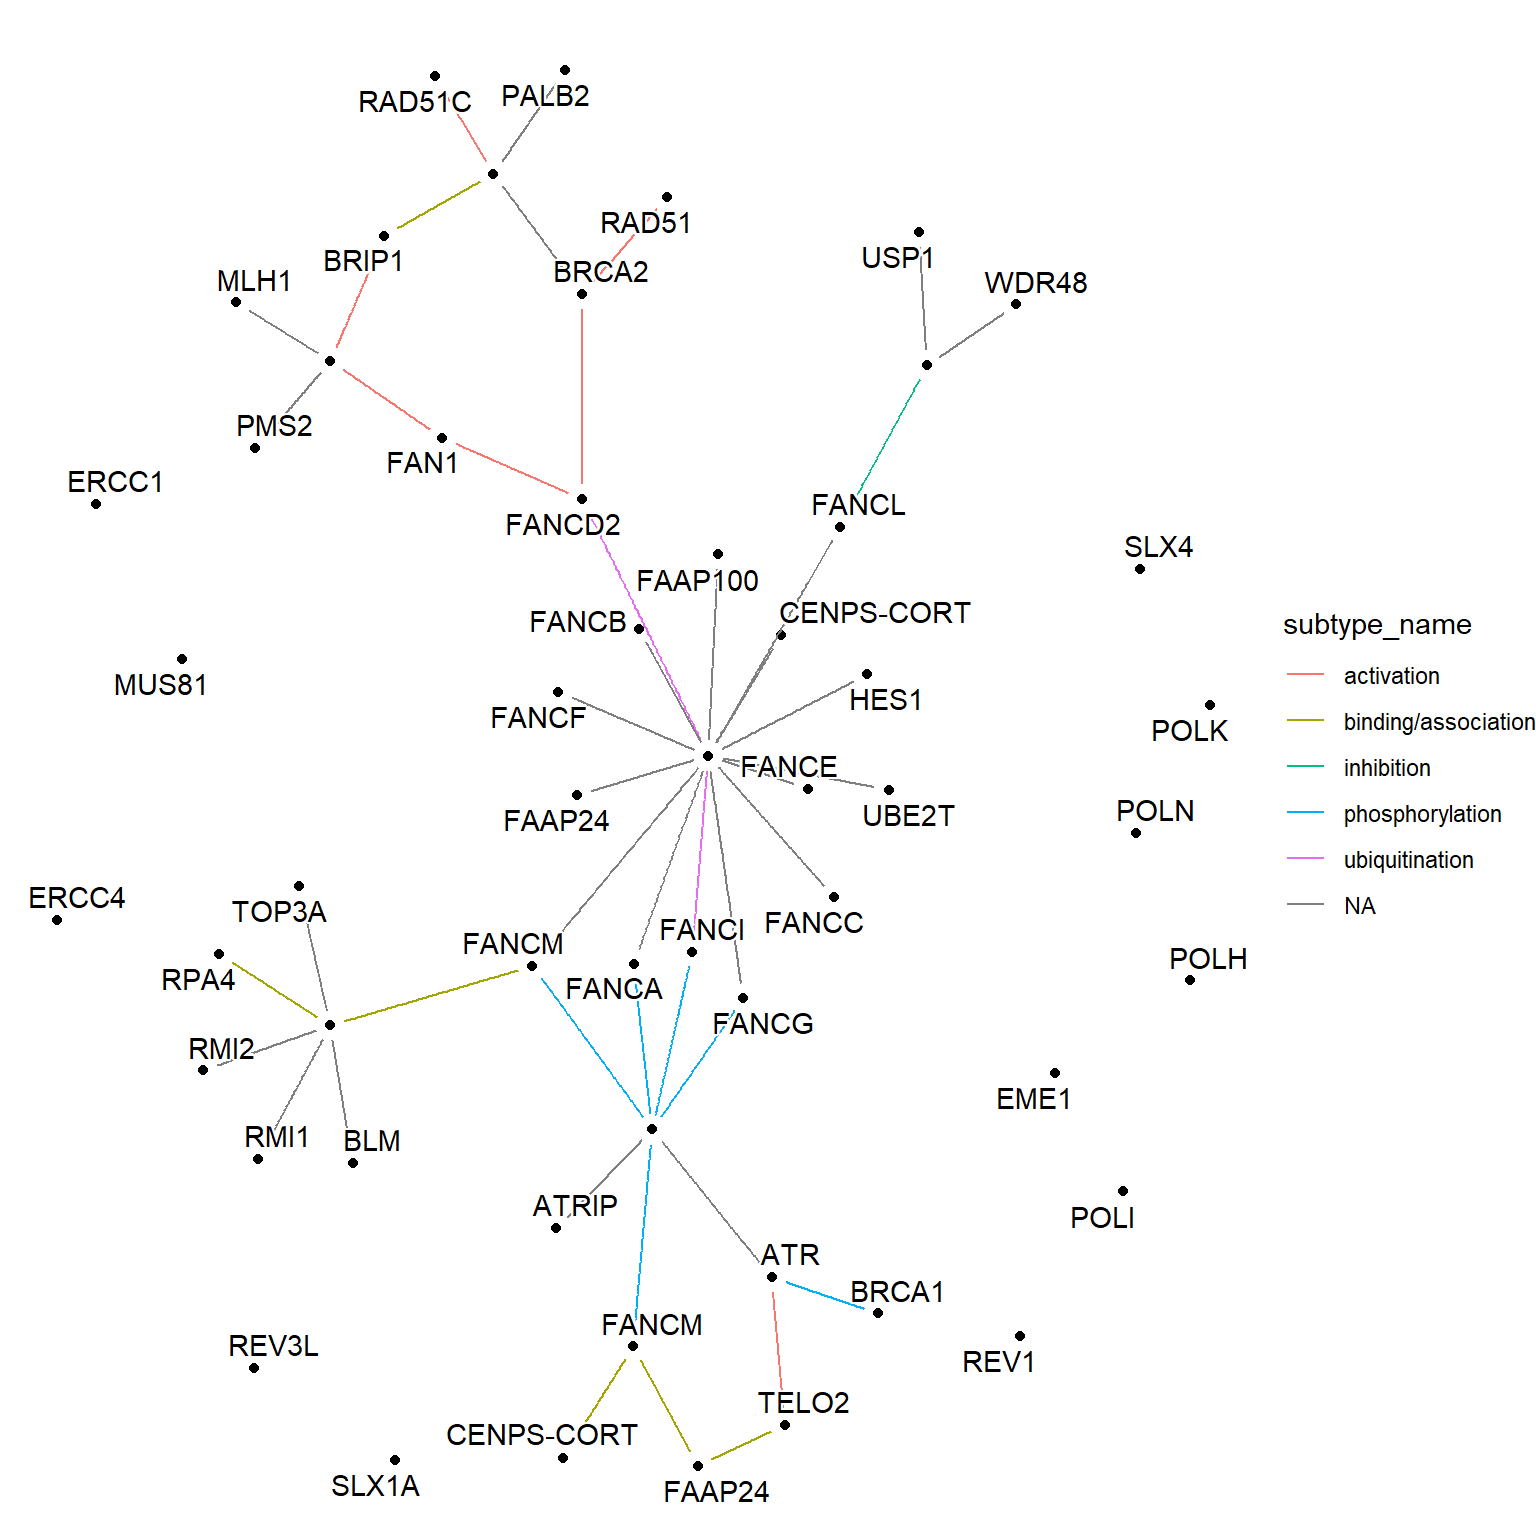 PALB2
RAD51C
RAD51
USP1
BRIP1
BRCA2
MLH1
WDR48
PMS2
FAN1
ERCC1
FANCL
FANCD2
SLX4
FAAP100
CENPS-CORT
FANCB
subtype_name
activation
binding/association
inhibition
phosphorylation
ubiquitination
NA
MUS81
HES1
FANCF
POLK
FANCE
POLN
UBE2T
FAAP24
ERCC4
TOP3A
FANCC
FANCI
FANCM
POLH
RPA4
FANCA
FANCG
RMI2
EME1
RMI1
BLM
ATRIP
POLI
ATR
BRCA1
FANCM
REV3L
REV1
TELO2
CENPS-CORT
SLX1A
FAAP24